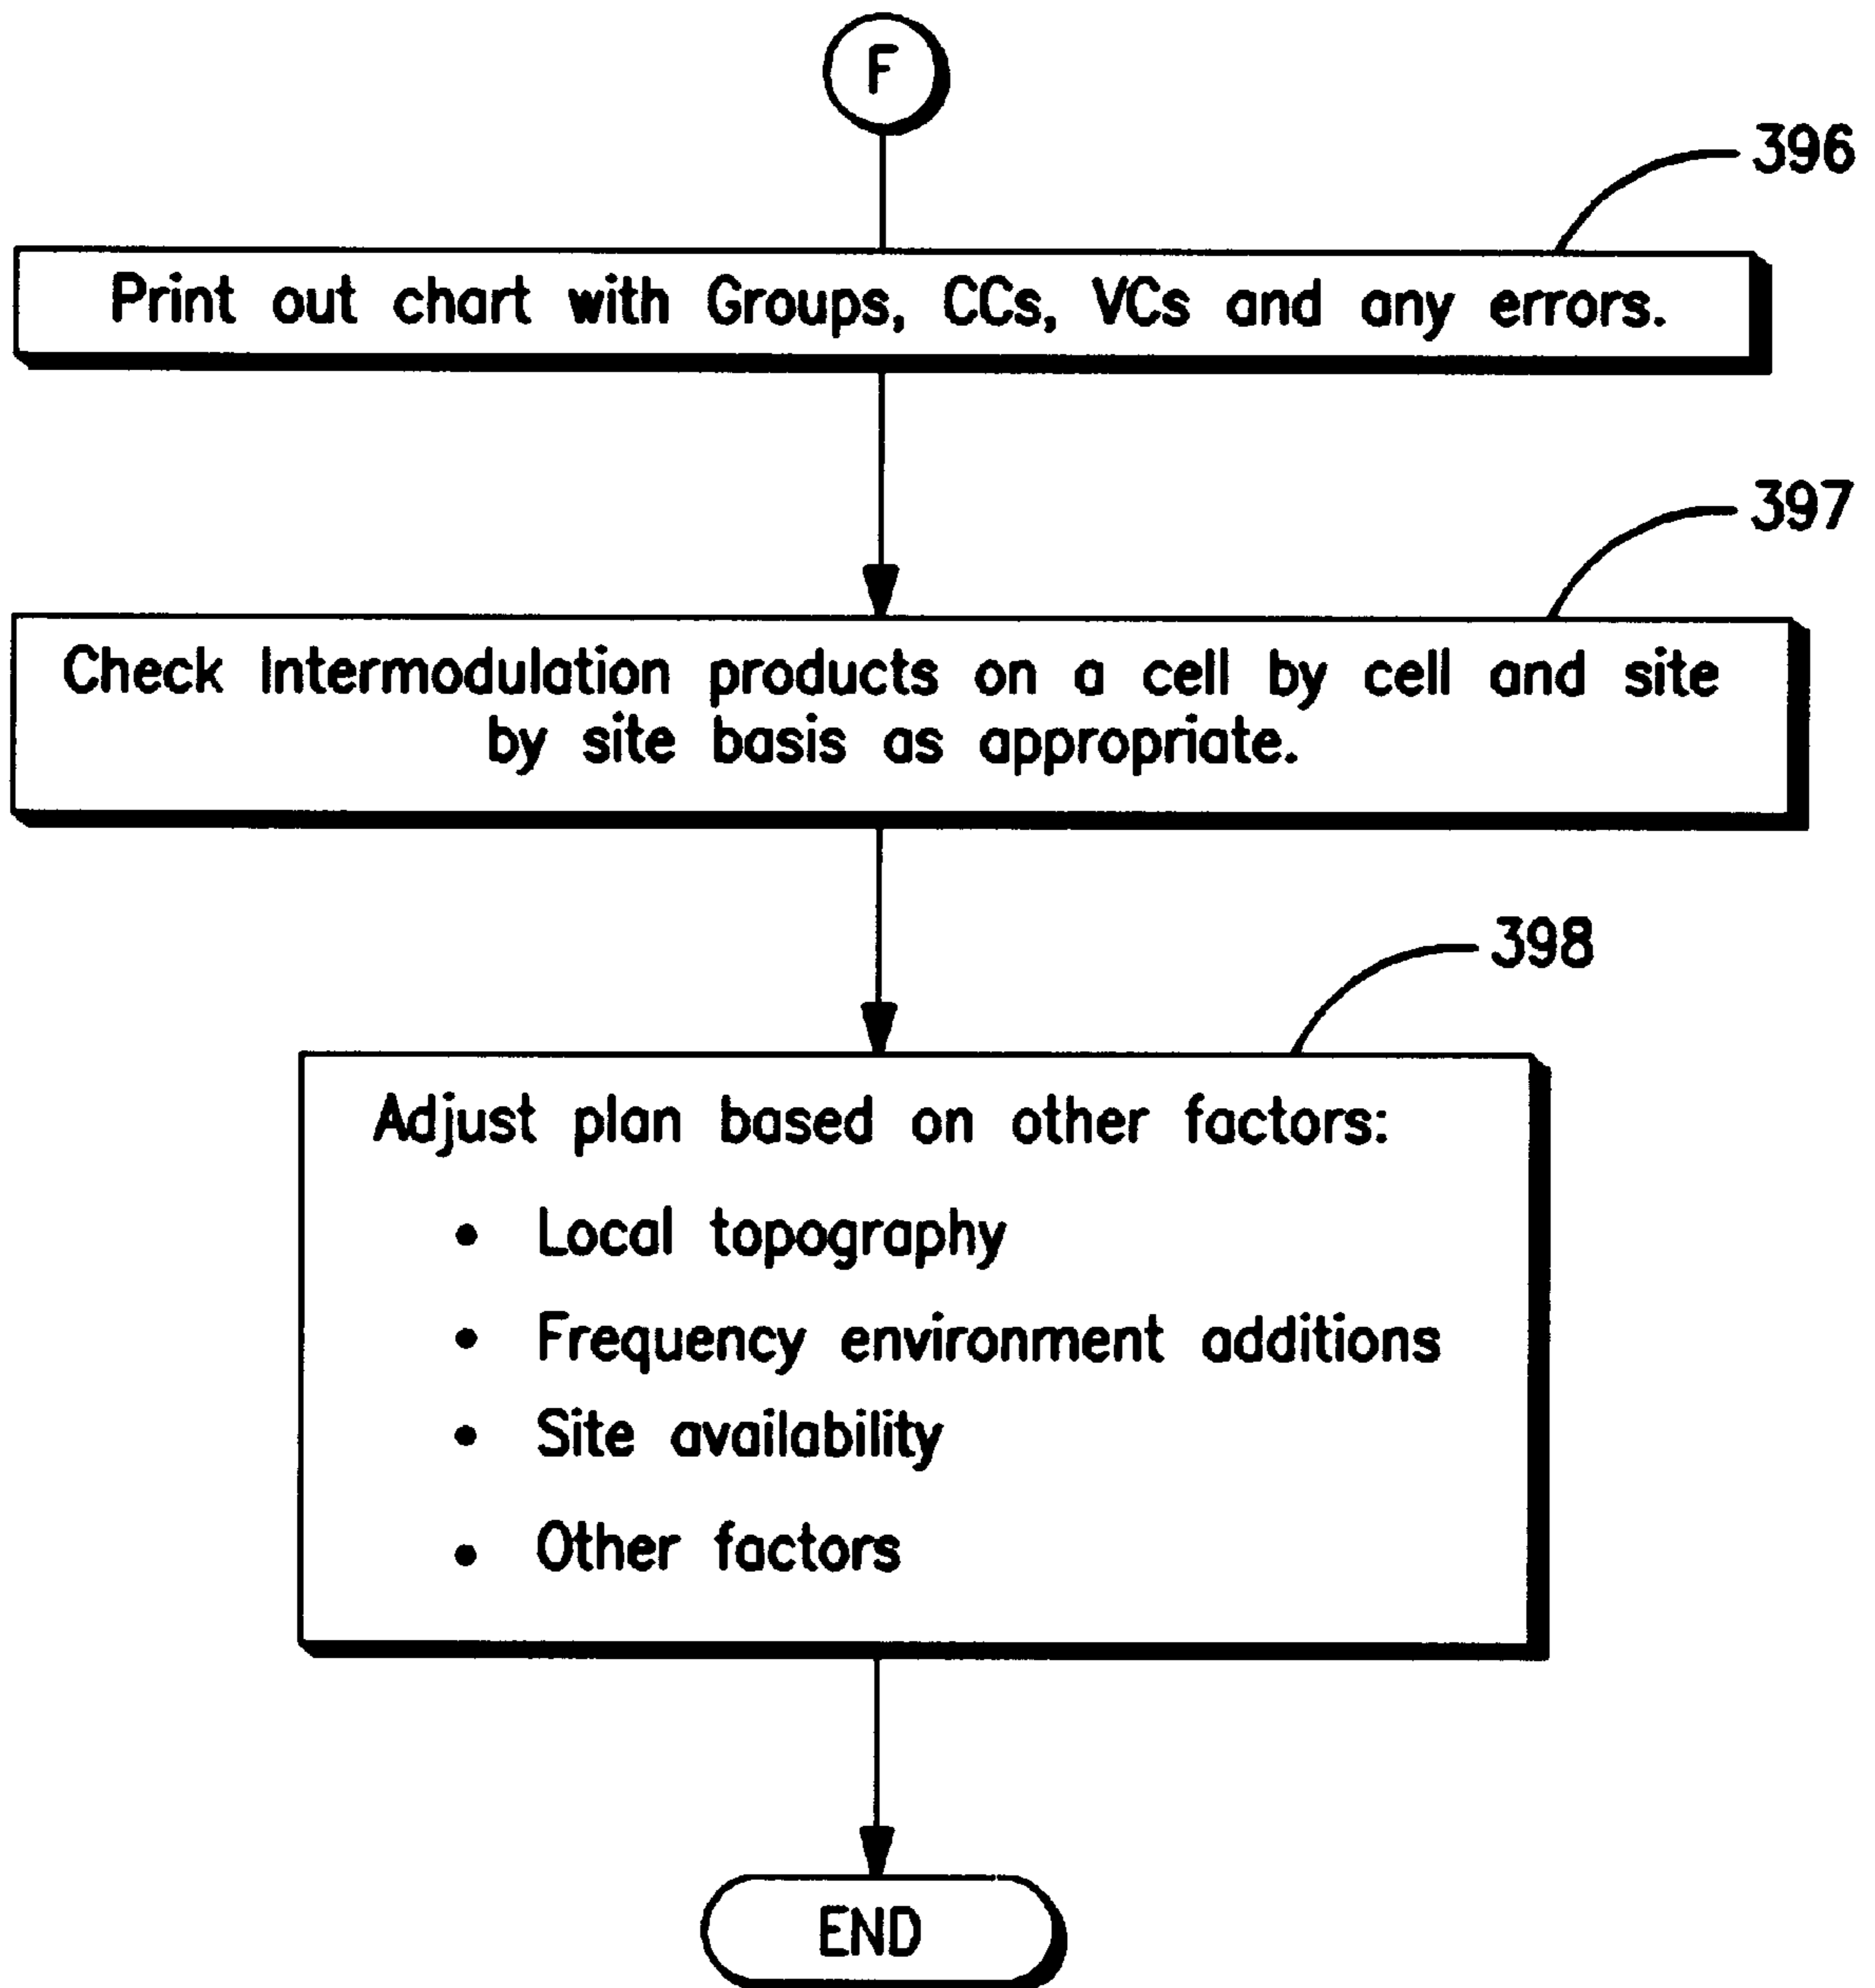 F
396
Print out chart with Groups, CCs, VCs and any errors.
397
Check Intermodulation products on a cell by cell and site
by site basis as appropriate.
398
Adjust plan based on other factors:
• Local topography
• Frequency environment additions
• Site availability
• Other factors
END